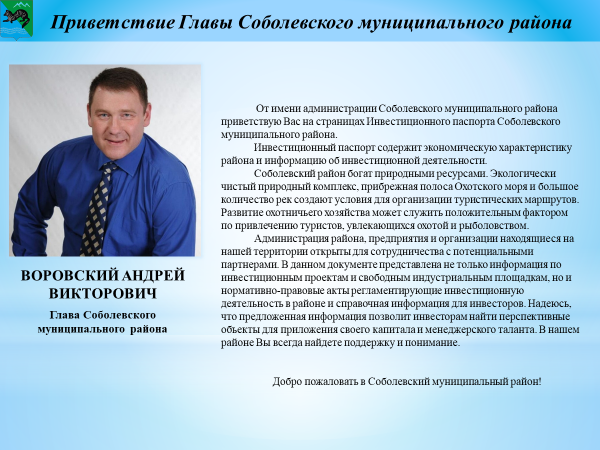 Приветствие Главы Соболевского муниципального района
ВОРОВСКИЙ АНДРЕЙ
ВИКТОРОВИЧ
Глава Соболевского
муниципального района
От имени администрации Соболевского муниципального района
приветствую Вас на страницах Инвестиционного паспорта Соболевского
муниципального района.
Инвестиционный паспорт содержит экономическую характеристику
района и информацию об инвестиционной деятельности.
Соболевский район богат природными ресурсами. Экологически
чистый природный комплекс, прибрежная полоса Охотского моря и большое
количество рек создают условия для организации туристических маршрутов.
Развитие охотничьего хозяйства может служить положительным фактором
по привлечению туристов, увлекающихся охотой и рыболовством.
Администрация района, предприятия и организации находящиеся на
нашей территории открыты для сотрудничества с потенциальными
партнерами. В данном документе представлена не только информация по
инвестиционным проектам и свободным индустриальным площадкам, но и
нормативно-правовые акты регламентирующие инвестиционную
деятельность в районе и справочная информация для инвесторов. Надеюсь,
что предложенная информация позволит инвесторам найти перспективные
объекты для приложения своего капитала и менеджерского таланта. В нашем
районе Вы всегда найдете поддержку и понимание.
Добро пожаловать в Соболевский муниципальный район!